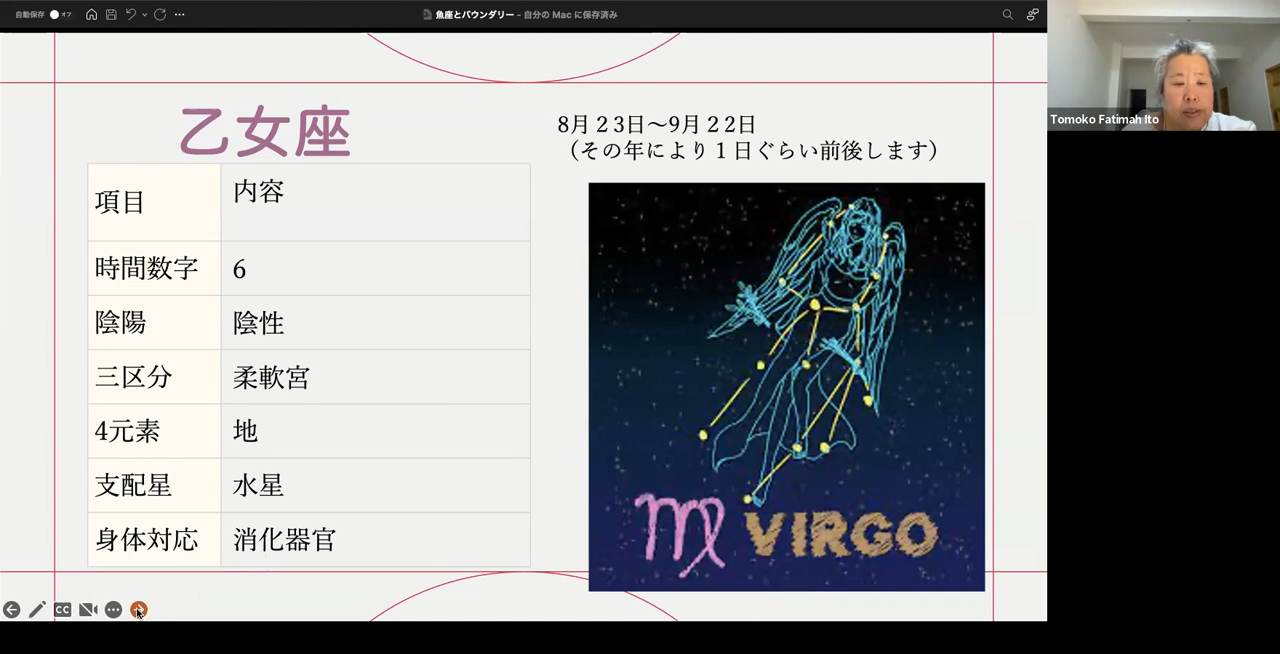 自動保存 オフ
魚座とバウンダリー – 自分の Mac に保存済み
Tomoko Fatimah Ito
乙女座
8月２3日〜9月２２日
（その年により１日ぐらい前後します）
項目 内容
時間数字 6
陰陽 陰性
三区分 柔軟宮
4元素 地
支配星 水星
身体対応 消化器官
VIRGO
CC